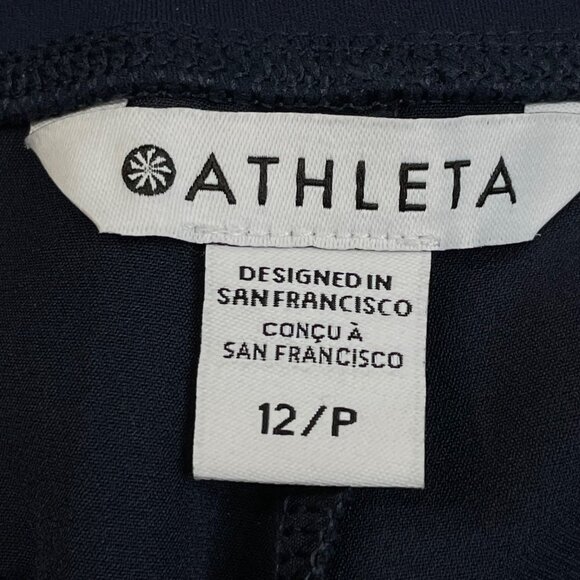 ATHLETA
DESIGNED IN
SAN FRANCISCO
CONÇU À
SAN FRANCISCO
12/P